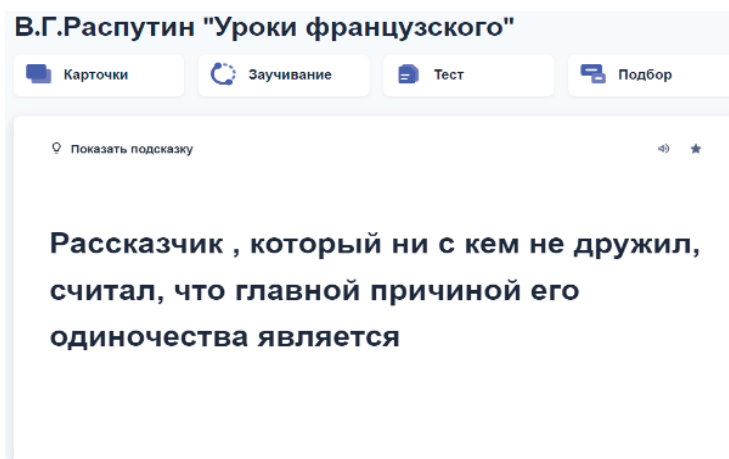 В.Г.Распутин "Уроки французского"
Карточки Заучивание Тест Подбор
Показать подсказку
Рассказчик , который ни с кем не дружил,
считал, что главной причиной его
одиночества является